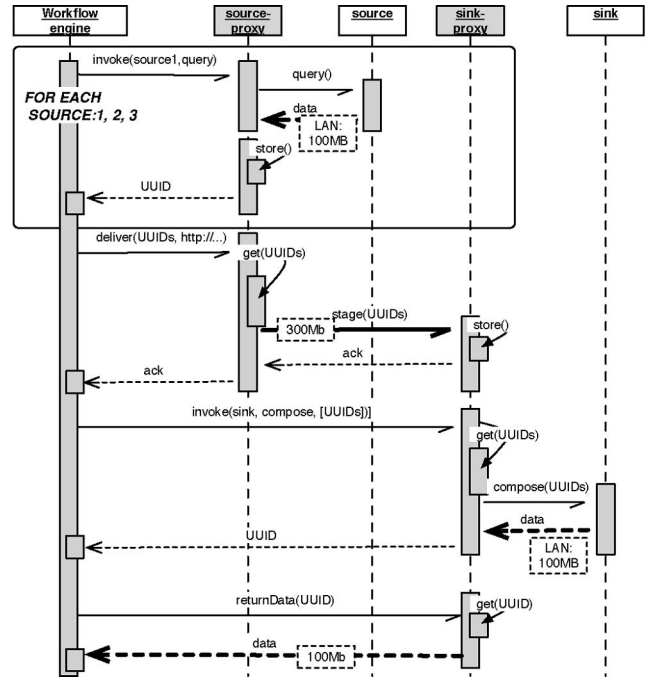 Workflow
engine
source-
proxy
source
sink-
proxy
sink
invoke(source1,query)
query()
FOR EACH
SOURCE:1, 2, 3
data
LAN:
100MB
store()
UUID
deliver(UUIDs, http://...)
get(UUIDs)
stage(UUIDs)
300Mb
store()
ack
ack
invoke(sink, compose, [UUIDs])]
get(UUIDs)
compose(UUIDs)
data
UUID
LAN:
100MB
returnData(UUID)
get(UUID)
data
100Mb